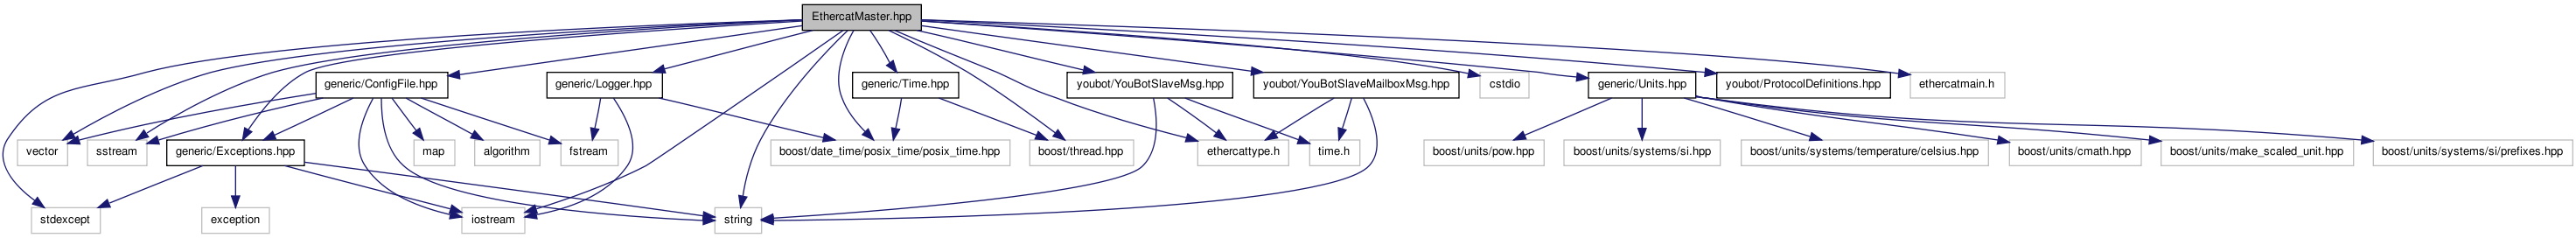 EthercatMaster.hpp
generic/ConfigFile.hpp
generic/Logger.hpp
generic/Time.hpp
youbot/YouBotSlaveMsg.hpp
youbot/YouBotSlaveMailboxMsg.hpp
cstdio
generic/Units.hpp
youbot/ProtocolDefinitions.hpp
ethercatmain.h
vector
sstream
generic/Exceptions.hpp
map
algorithm
fstream
boost/date_time/posix_time/posix_time.hpp
boost/thread.hpp
ethercattype.h
time.h
boost/units/pow.hpp
boost/units/systems/si.hpp
boost/units/systems/temperature/celsius.hpp
boost/units/cmath.hpp
boost/units/make_scaled_unit.hpp
boost/units/systems/si/prefixes.hpp
stdexcept
exception
iostream
string